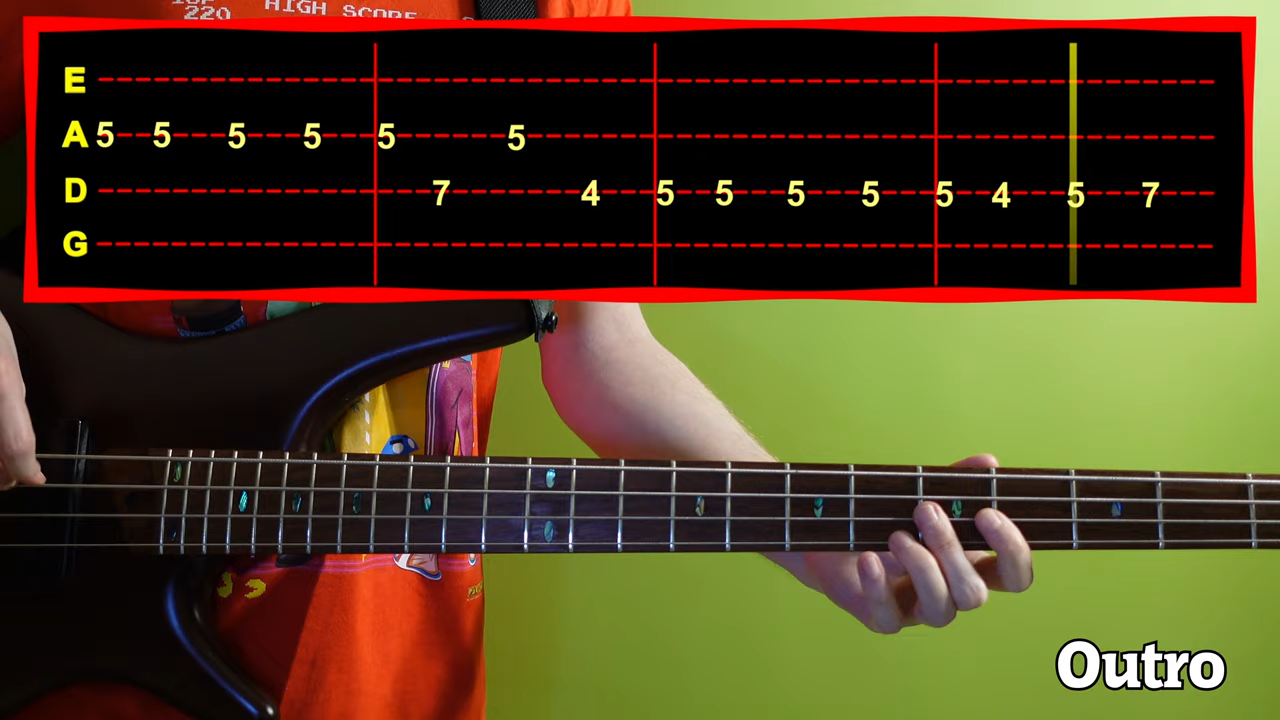 220 HIGH SCORE
E
A 5 5 5 5 5 5
D 7 4 5 5 5 5 5 4 5 7
G
Outro